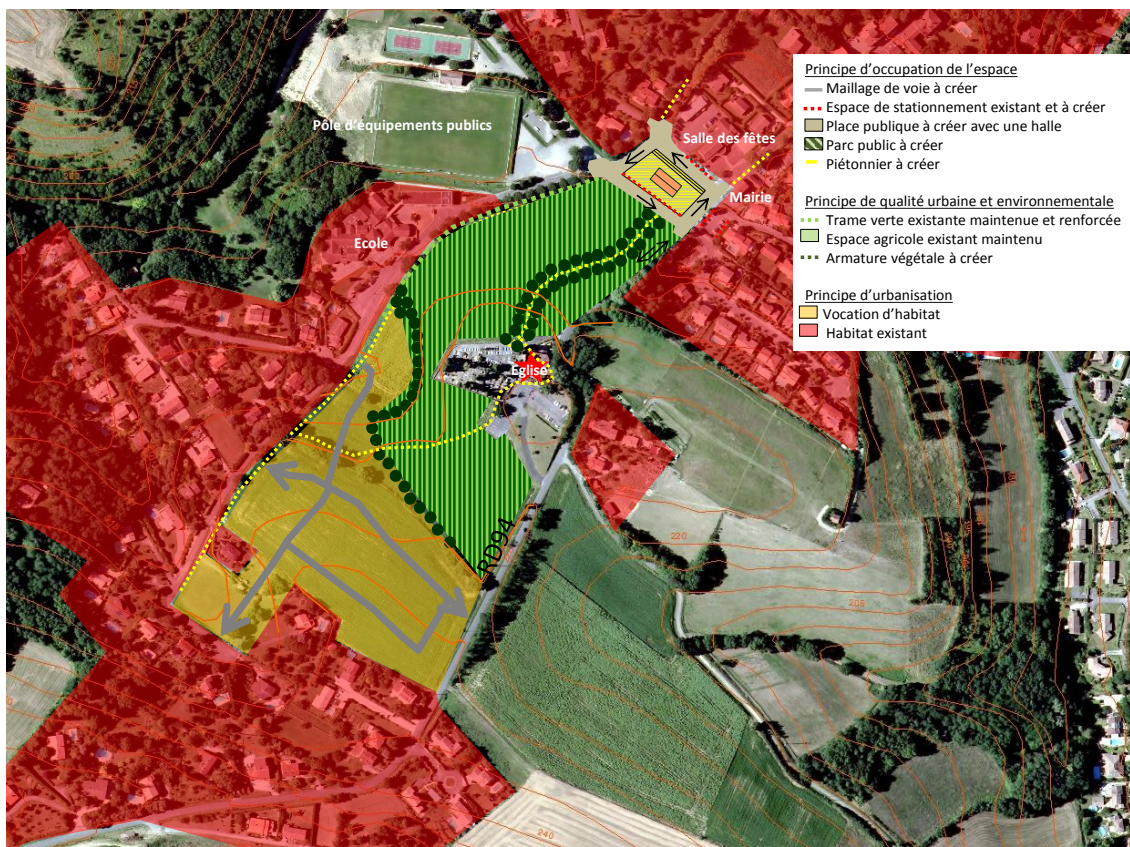 Principe d'occupation de l'espace
Maillage de voie à créer
Espace de stationnement existant et à créer
Place publique à créer avec une halle
Parc public à créer
Piétonnier à créer
Principe de qualité urbaine et environnementale
Trame verte existante maintenue et renforcée
Espace agricole existant maintenu
Armature végétale à créer
Principe d'urbanisation
Vocation d'habitat
Habitat existant
Pôle d'équipements publics
Salle des fêtes
Mairie
Ecole
Eglise
RD94
220
205
240